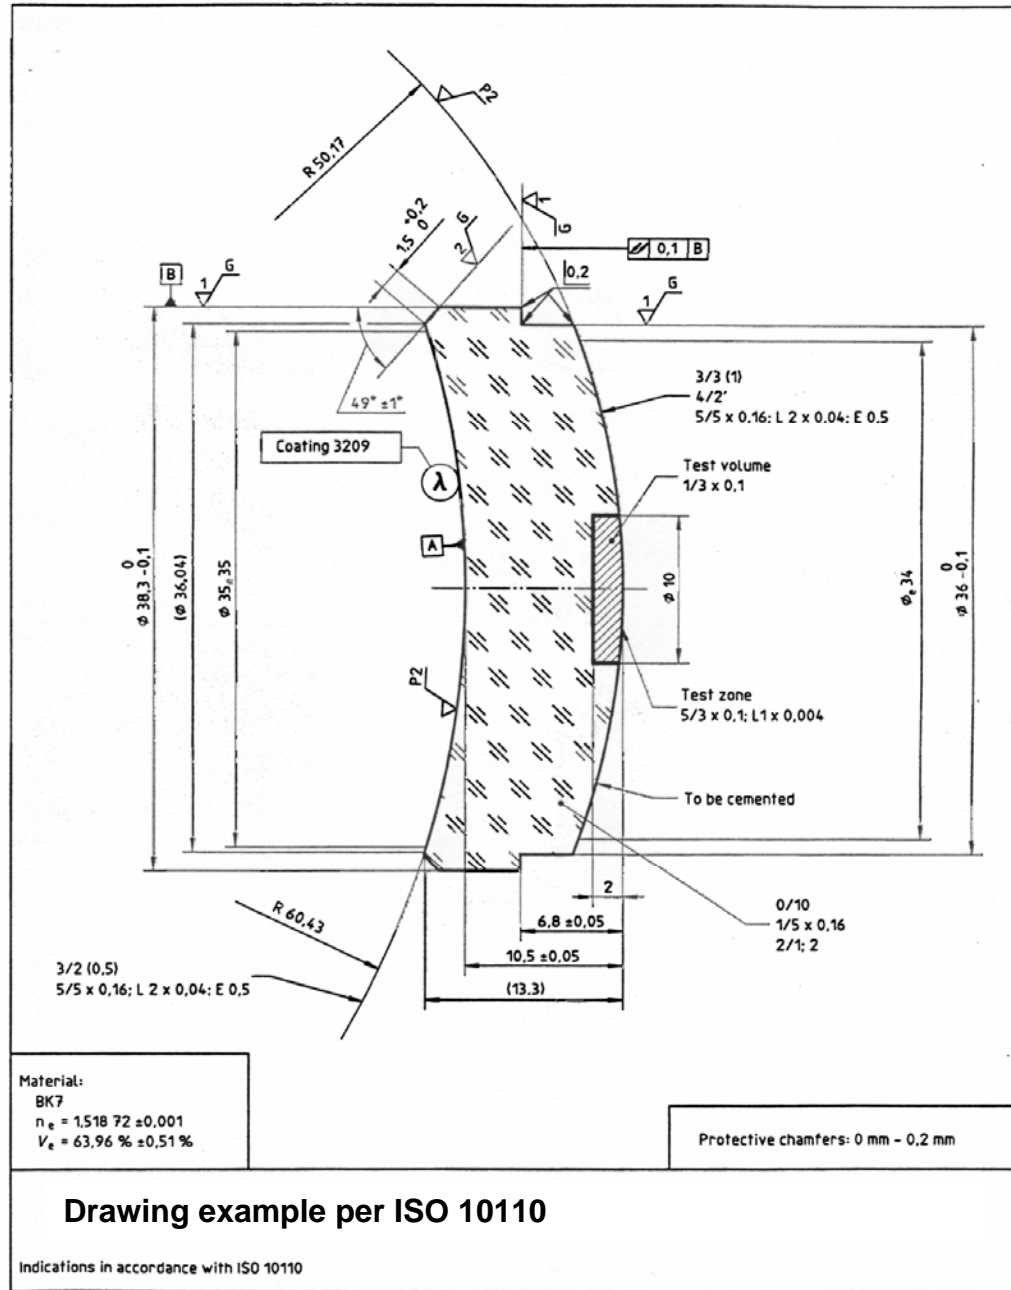 R 50,17
P2
+0,2
1,5 0
G
2
1
G
⌰ 0,1 B
0,2
B
1
G
1
G
49° ±1°
Coating 3209
λ
A
3/3 (1)
4/2'
5/5 x 0.16; L 2 x 0.04; E 0.5
Test volume
1/3 x 0,1
0
ø 38,3 -0,1
(ø 36,04)
ø 35 35
ø 10
øe 34
0
ø 36 -0,1
P2
Test zone
5/3 x 0,1; L1 x 0,004
To be cemented
2
6,8 ±0,05
10,5 ±0,05
(13.3)
0/10
1/5 x 0,16
2/1; 2
R 60,43
3/2 (0,5)
5/5 x 0,16; L 2 x 0,04; E 0,5
Material:
BK7
n e = 1,518 72 ±0,001
Ve = 63,96 % ±0,51 %
Protective chamfers: 0 mm - 0,2 mm
Drawing example per ISO 10110
Indications in accordance with ISO 10110